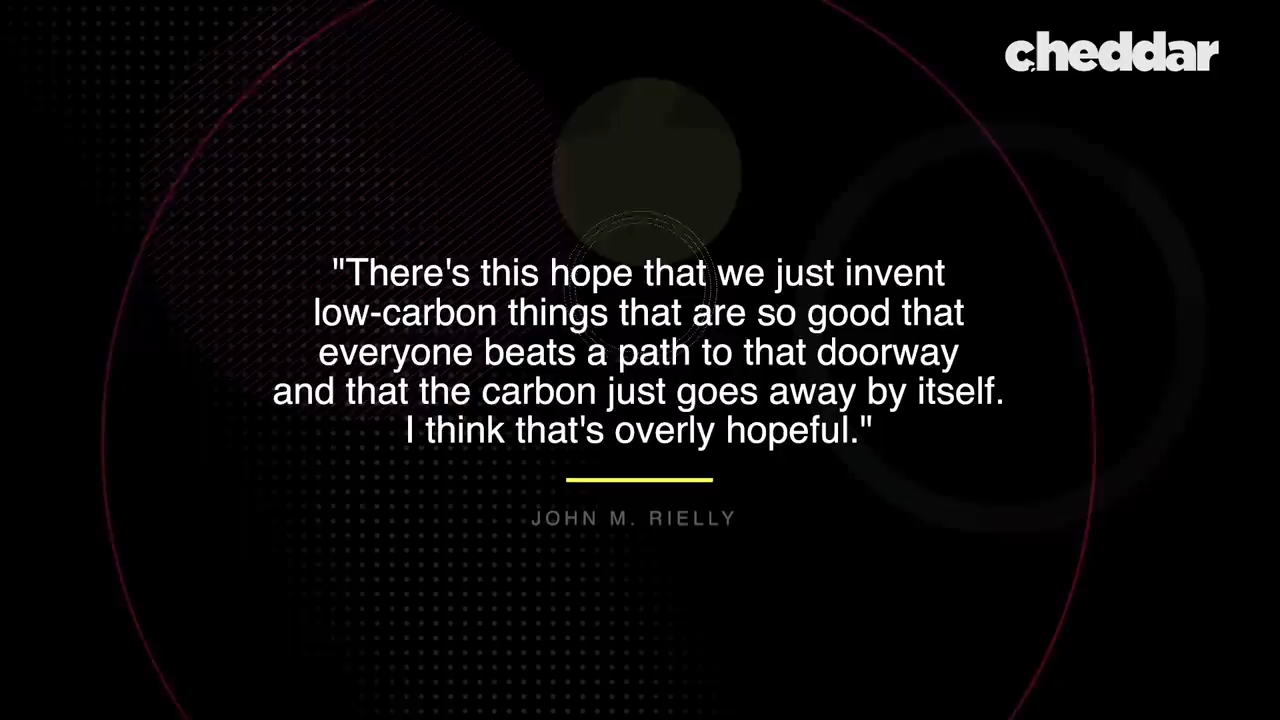 cheddar
"There's this hope that we just invent
low-carbon things that are so good that
everyone beats a path to that doorway
and that the carbon just goes away by itself.
I think that's overly hopeful."
JOHN M. RIELLY